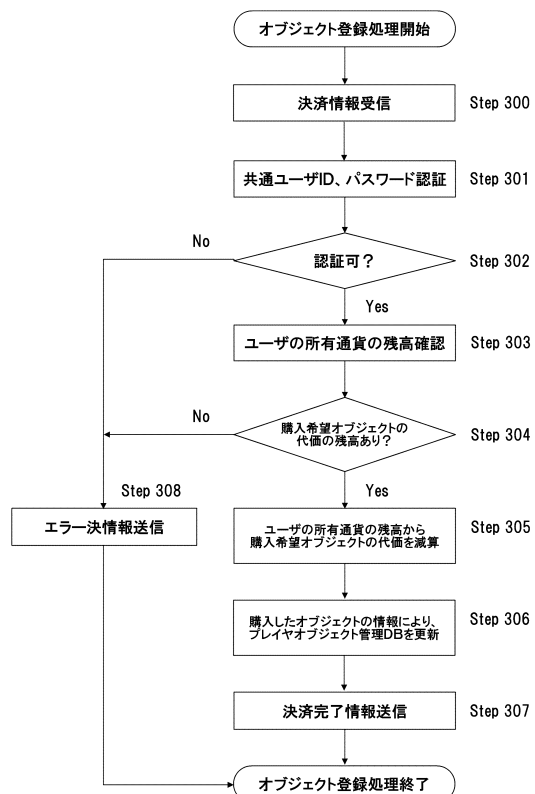 オブジェクト登録処理開始
決済情報受信
Step 300
共通ユーザID、パスワード認証
Step 301
No
認証可?
Step 302
Yes
ユーザの所有通貨の残高確認
Step 303
No
購入希望オブジェクトの
代価の残高あり?
Step 304
Step 308
Yes
エラー決情報送信
ユーザの所有通貨の残高から
購入希望オブジェクトの代価を減算
Step 305
購入したオブジェクトの情報により、
プレイヤオブジェクト管理DBを更新
Step 306
決済完了情報送信
Step 307
オブジェクト登録処理終了